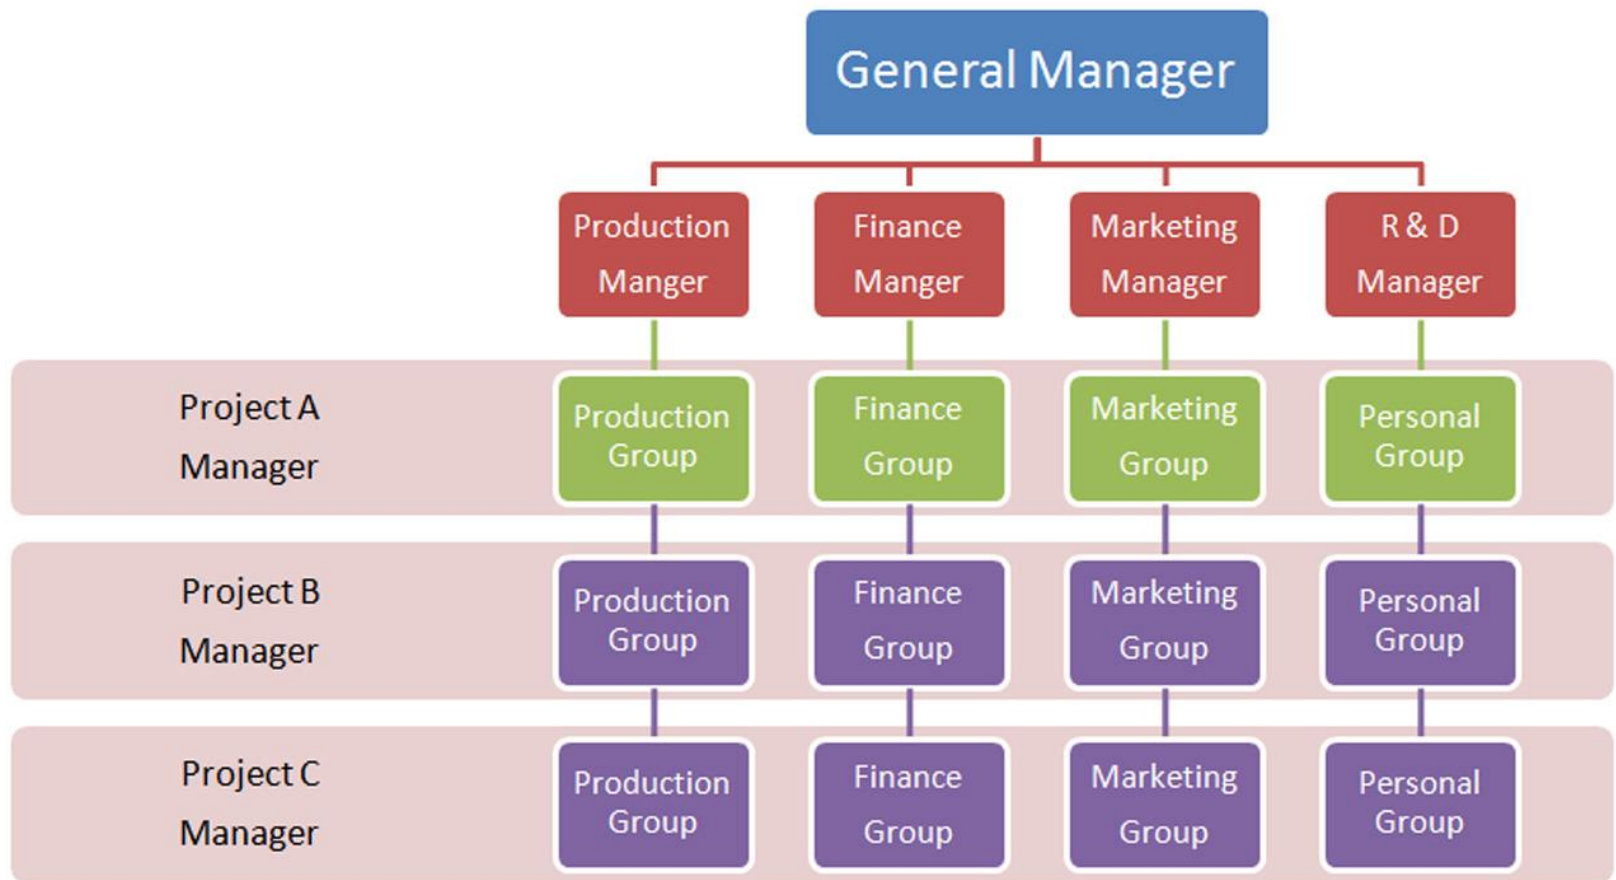 General Manager
Production
Manger
Finance
Manger
Marketing
Manager
R & D
Manager
Project A
Manager
Production
Group
Finance
Group
Marketing
Group
Personal
Group
Project B
Manager
Production
Group
Finance
Group
Marketing
Group
Personal
Group
Project C
Manager
Production
Group
Finance
Group
Marketing
Group
Personal
Group